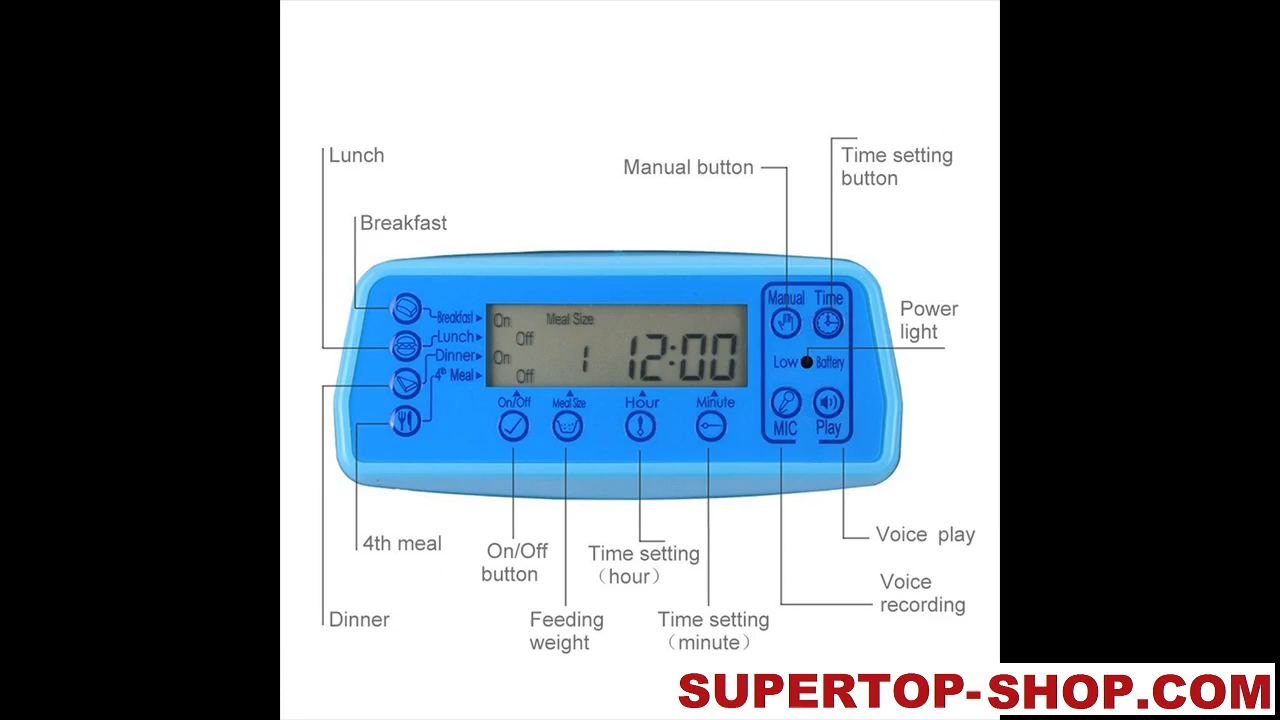 Lunch
Manual button
Time setting
button
Breakfast
Manual Time
Power
light
Breakfast
Lunch
Dinner
4th Meal
On
Meal Size
Off
On
Off
1
12:00
Low Battery
On/Off
Meal Size
Hour
Minute
MIC
Play
4th meal
On/Off
button
Time setting
(hour)
Voice play
Voice
recording
Dinner
Feeding
weight
Time setting
(minute)
SUPERTOP-SHOP.COM